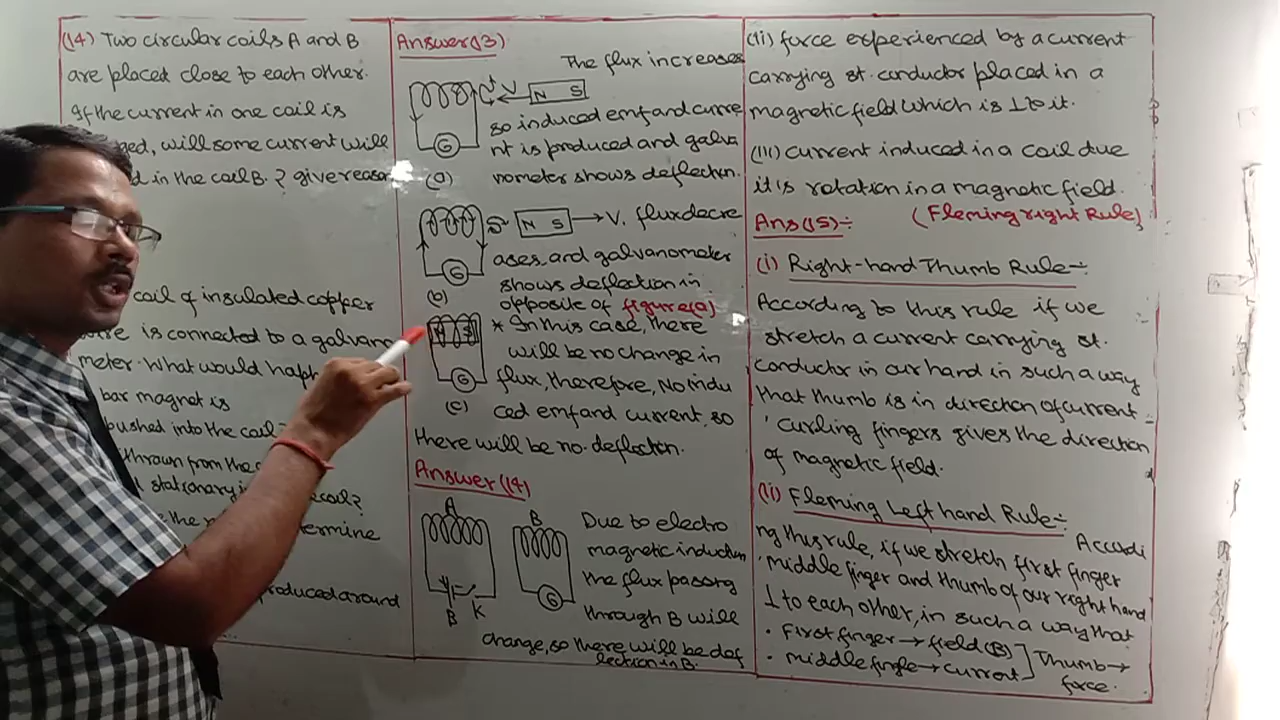 (14) Two circular coils A and B
are placed close to each other.
If the current in one coil is
ged, will some current will
d in the coil B.? give reason
coil of insulated copper
is connected to a galvano
meter. What would happ
bar magnet is
pushed into the coil?
thrawn from the
stationary in coil?
the ermine
roduced around
Answer(13)
The flux increases
V
N S
so induced emf and curre
nt is produced and galva
nometer shows deflection.
G
(a)
N S → V. flux decre
ases, and galvanometer
shows deflection in
opposite of figure(a)
G
(b)
N S
* In this case, there
will be no change in
flux, therefore, No indu
ced emf and current, so
there will be no deflection.
G
(c)
Answer (14)
A
B
Due to electro
magnetic induction
the flux passing
through B will
change, so there will be def
lection in B.
B K
G
(ii) force experienced by a current
carrying st. conductor placed in a
magnetic field which is ⊥ to it.
(iii) current induced in a coil due
it is rotation in a magnetic field.
(Fleming right Rule)
Ans(15):-
(i) Right-hand Thumb Rule:-
According to this rule if we
stretch a current carrying st.
conductor in our hand in such a way
that thumb is in direction of current
curling fingers gives the direction
of magnetic field.
(ii) Fleming Left hand Rule:-
Accordi
ng this rule, if we stretch first finger
middle finger and thumb of our right hand
⊥ to each other, in such a way that
· First finger → field (B)
· middle fingle → current
Thumb →
force.